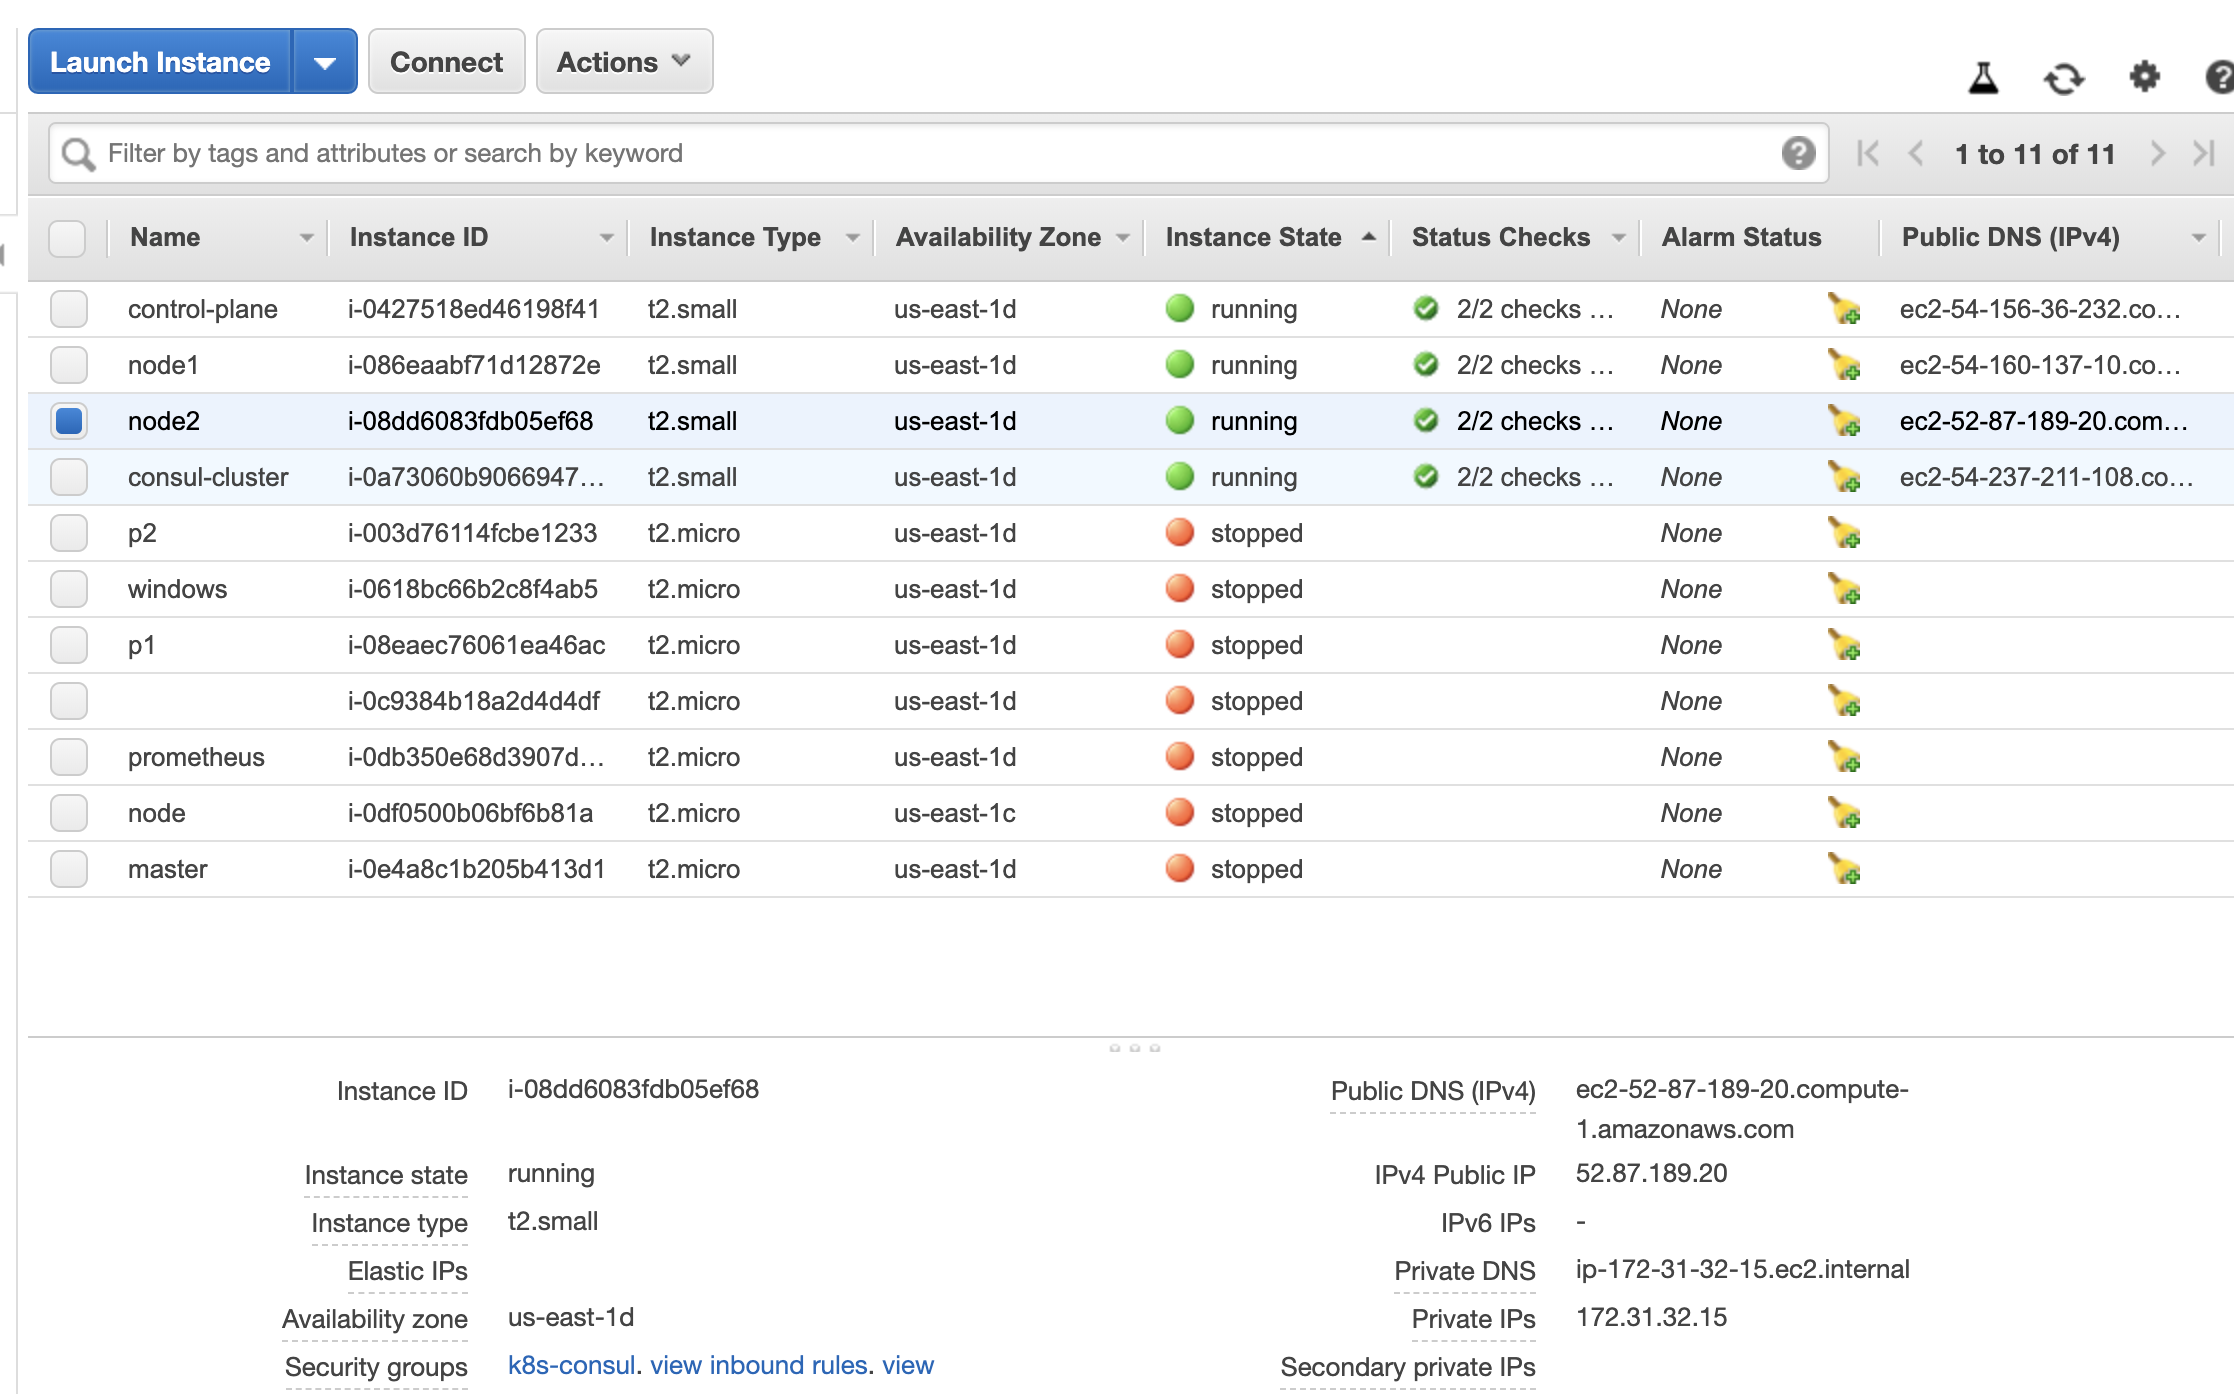 Launch Instance Connect Actions
Filter by tags and attributes or search by keyword 1 to 11 of 11
Name Instance ID Instance Type Availability Zone Instance State Status Checks Alarm Status Public DNS (IPv4)
control-plane i-0427518ed46198f41 t2.small us-east-1d running 2/2 checks ... None ec2-54-156-36-232.co...
node1 i-086eaabf71d12872e t2.small us-east-1d running 2/2 checks ... None ec2-54-160-137-10.co...
node2 i-08dd6083fdb05ef68 t2.small us-east-1d running 2/2 checks ... None ec2-52-87-189-20.com...
consul-cluster i-0a73060b9066947... t2.small us-east-1d running 2/2 checks ... None ec2-54-237-211-108.co...
p2 i-003d76114fcbe1233 t2.micro us-east-1d stopped None
windows i-0618bc66b2c8f4ab5 t2.micro us-east-1d stopped None
p1 i-08eaec76061ea46ac t2.micro us-east-1d stopped None
i-0c9384b18a2d4d4df t2.micro us-east-1d stopped None
prometheus i-0db350e68d3907d... t2.micro us-east-1d stopped None
node i-0df0500b06bf6b81a t2.micro us-east-1c stopped None
master i-0e4a8c1b205b413d1 t2.micro us-east-1d stopped None
Instance ID i-08dd6083fdb05ef68 Public DNS (IPv4) ec2-52-87-189-20.compute-
1.amazonaws.com
Instance state running IPv4 Public IP 52.87.189.20
Instance type t2.small IPv6 IPs -
Elastic IPs Private DNS ip-172-31-32-15.ec2.internal
Availability zone us-east-1d Private IPs 172.31.32.15
Security groups k8s-consul. view inbound rules. view Secondary private IPs